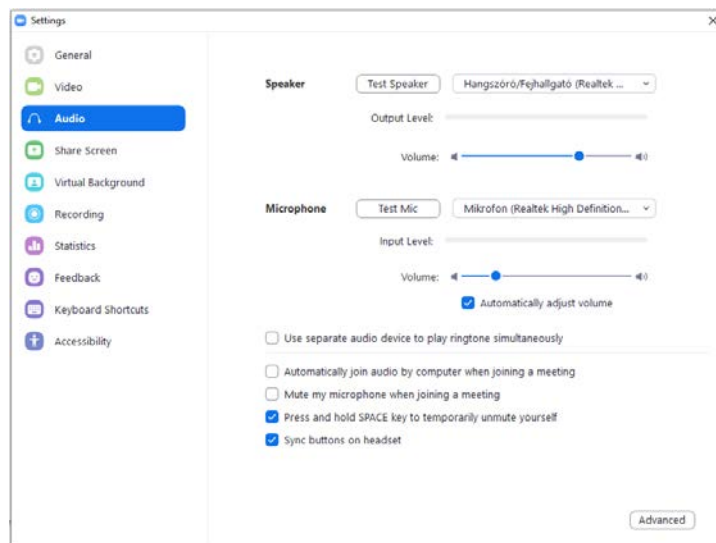 Settings
General
Video
Audio
Share Screen
Virtual Background
Recording
Statistics
Feedback
Keyboard Shortcuts
Accessibility
Speaker
Test Speaker
Hangszóró/Fejhallgató (Realtek ...
Output Level:
Volume:
Microphone
Test Mic
Mikrofon (Realtek High Definition...
Input Level:
Volume:
Automatically adjust volume
Use separate audio device to play ringtone simultaneously
Automatically join audio by computer when joining a meeting
Mute my microphone when joining a meeting
Press and hold SPACE key to temporarily unmute yourself
Sync buttons on headset
Advanced